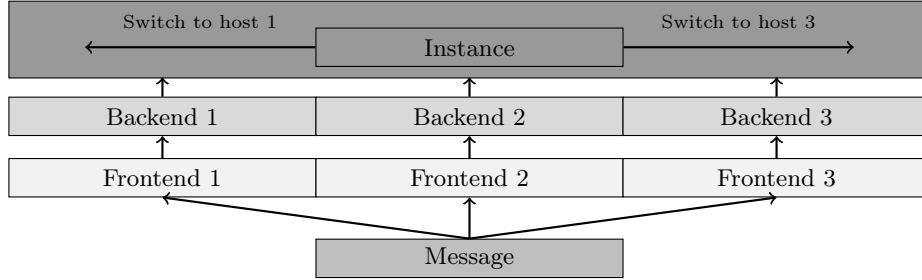 Switch to host 1
Switch to host 3
Instance
Backend 1
Backend 2
Backend 3
Frontend 1
Frontend 2
Frontend 3
Message